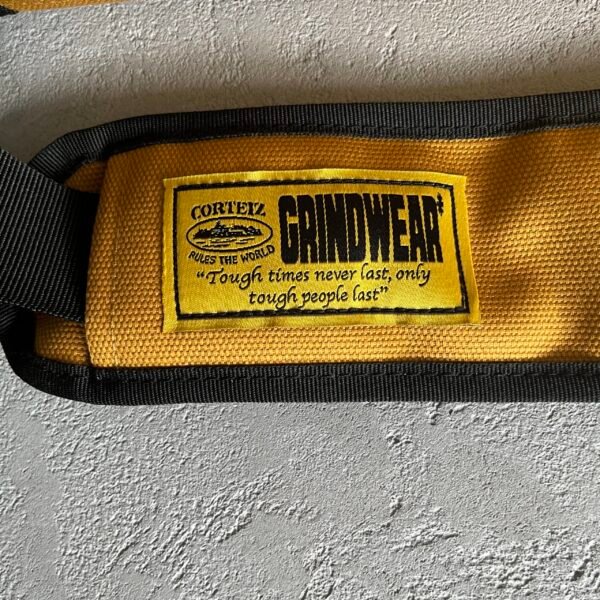 CORTEIZ
RULES THE WORLD
GRINDWEAR
"Tough times never last, only
tough people last"